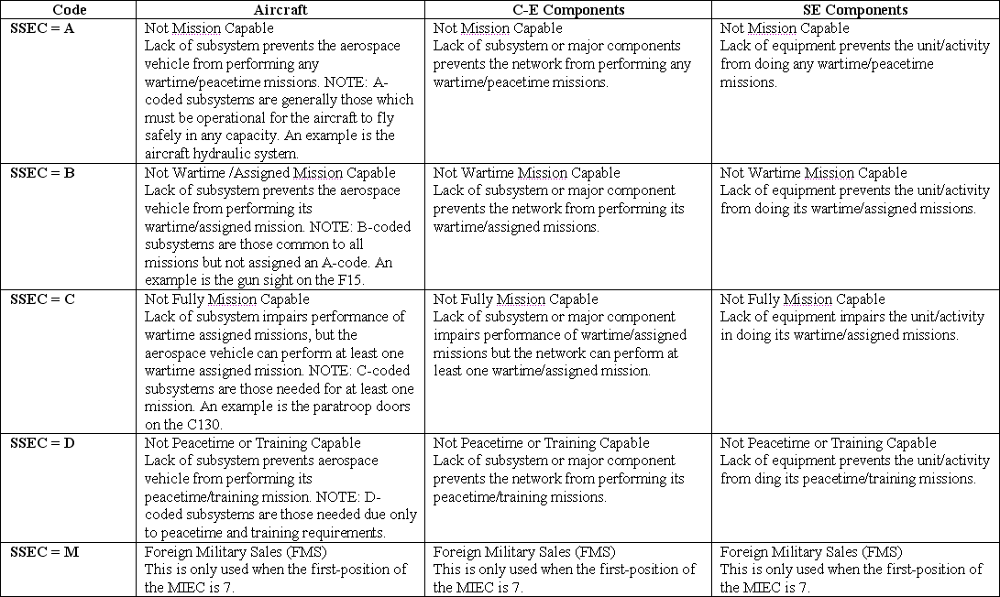 Code
Aircraft
C-E Components
SE Components
SSEC = A
Not Mission Capable
Lack of subsystem prevents the aerospace
vehicle from performing any
wartime/peacetime missions. NOTE: A-
coded subsystems are generally those which
must be operational for the aircraft to fly
safely in any capacity. An example is the
aircraft hydraulic system.
Not Mission Capable
Lack of subsystem or major components
prevents the network from performing any
wartime/peacetime missions.
Not Mission Capable
Lack of equipment prevents the unit/activity
from doing any wartime/peacetime
missions.
SSEC = B
Not Wartime /Assigned Mission Capable
Lack of subsystem prevents the aerospace
vehicle from performing its
wartime/assigned mission. NOTE: B-coded
subsystems are those common to all
missions but not assigned an A-code. An
example is the gun sight on the F15.
Not Wartime Mission Capable
Lack of subsystem or major component
prevents the network from performing its
wartime/assigned missions.
Not Wartime Mission Capable
Lack of equipment prevents the unit/activity
from doing its wartime/assigned missions.
SSEC = C
Not Fully Mission Capable
Lack of subsystem impairs performance of
wartime assigned missions, but the
aerospace vehicle can perform at least one
wartime assigned mission. NOTE: C-coded
subsystems are those needed for at least one
mission. An example is the paratroop doors
on the C130.
Not Fully Mission Capable
Lack of subsystem or major component
impairs performance of wartime/assigned
missions but the network can perform at
least one wartime/assigned mission.
Not Fully Mission Capable
Lack of equipment impairs the unit/activity
in doing its wartime/assigned missions.
SSEC = D
Not Peacetime or Training Capable
Lack of subsystem prevents aerospace
vehicle from performing its
peacetime/training mission. NOTE: D-
coded subsystems are those needed due only
to peacetime and training requirements.
Not Peacetime or Training Capable
Lack of subsystem or major component
prevents the network from performing its
peacetime/training missions.
Not Peacetime or Training Capable
Lack of equipment prevents the unit/activity
from ding its peacetime/training missions.
SSEC = M
Foreign Military Sales (FMS)
This is only used when the first-position of
the MIEC is 7.
Foreign Military Sales (FMS)
This is only used when the first-position of
the MIEC is 7.
Foreign Military Sales (FMS)
This is only used when the first-position of
the MIEC is 7.